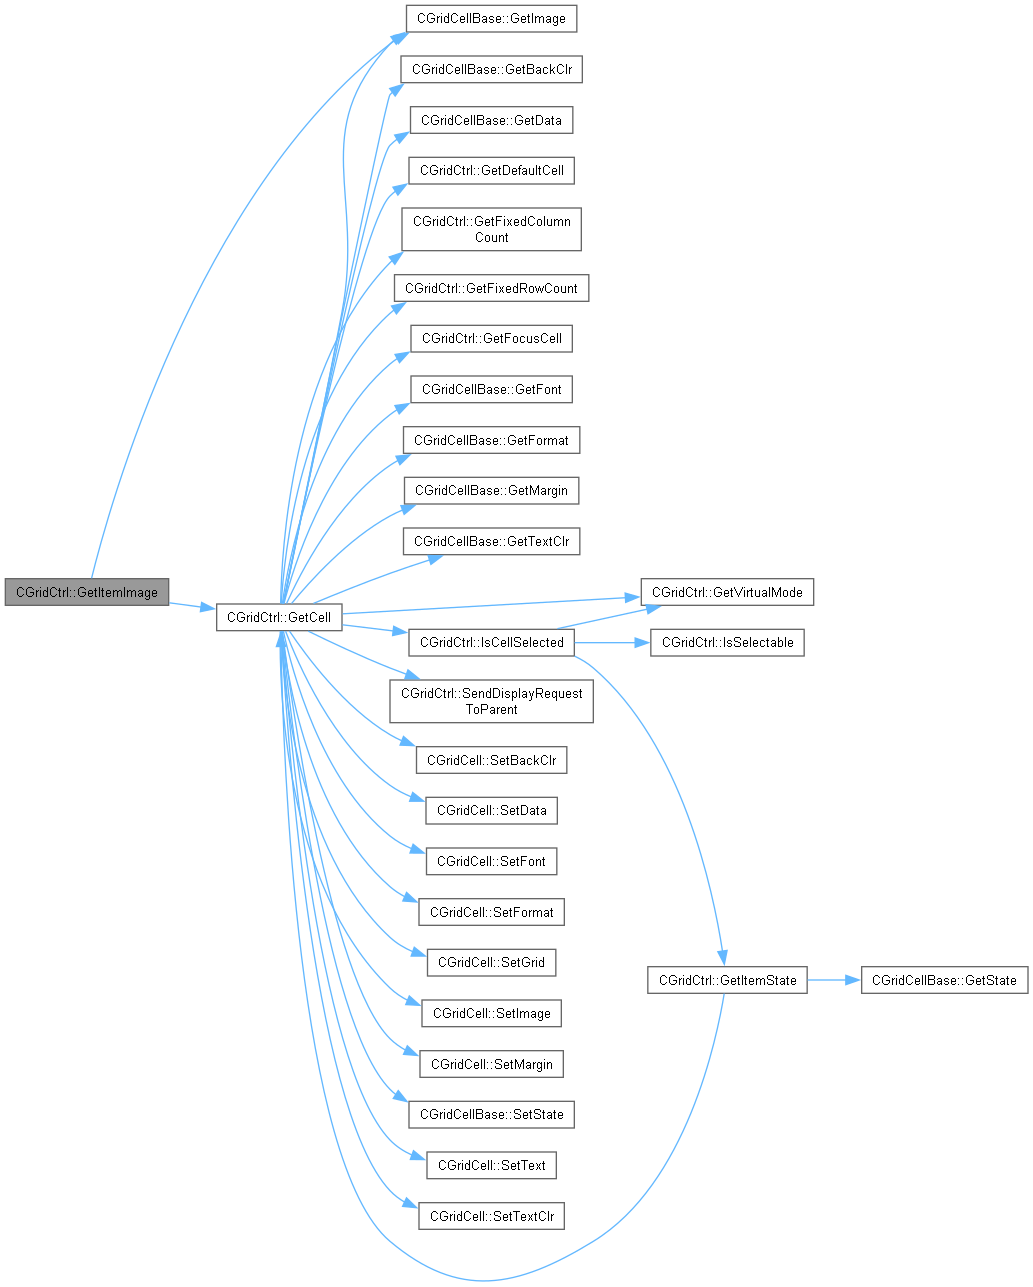 CGridCellBase::GetImage
CGridCellBase::GetBackClr
CGridCellBase::GetData
CGridCtrl::GetDefaultCell
CGridCtrl::GetFixedColumn
Count
CGridCtrl::GetFixedRowCount
CGridCtrl::GetFocusCell
CGridCellBase::GetFont
CGridCellBase::GetFormat
CGridCellBase::GetMargin
CGridCellBase::GetTextClr
CGridCtrl::GetItemImage
CGridCtrl::GetCell
CGridCtrl::GetVirtualMode
CGridCtrl::IsCellSelected
CGridCtrl::IsSelectable
CGridCtrl::SendDisplayRequest
ToParent
CGridCell::SetBackClr
CGridCell::SetData
CGridCell::SetFont
CGridCell::SetFormat
CGridCell::SetGrid
CGridCtrl::GetItemState
CGridCellBase::GetState
CGridCell::SetImage
CGridCell::SetMargin
CGridCellBase::SetState
CGridCell::SetText
CGridCell::SetTextClr